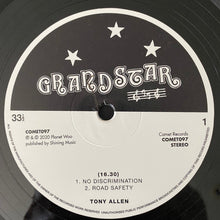 GRANDSTAR
33⅓
1
COMET097
℗ & © 2020 Planet Woo
published by Shining Music
Comet Records
COMET097
STEREO
(18.30)
1. NO DISCRIMINATION
2. ROAD SAFETY
TONY ALLEN